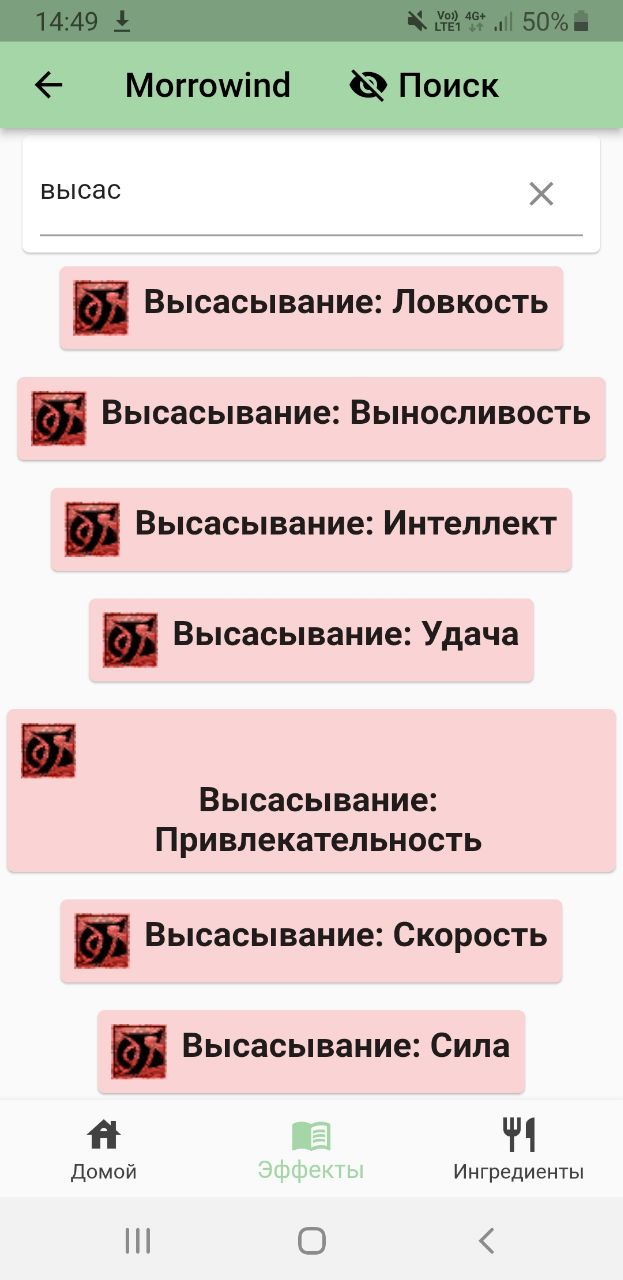 14:49 Vo)) LTE1 4G+ 50%
Morrowind Поиск
высас
Высасывание: Ловкость
Высасывание: Выносливость
Высасывание: Интеллект
Высасывание: Удача
Высасывание:
Привлекательность
Высасывание: Скорость
Высасывание: Сила
Домой Эффекты Ингредиенты